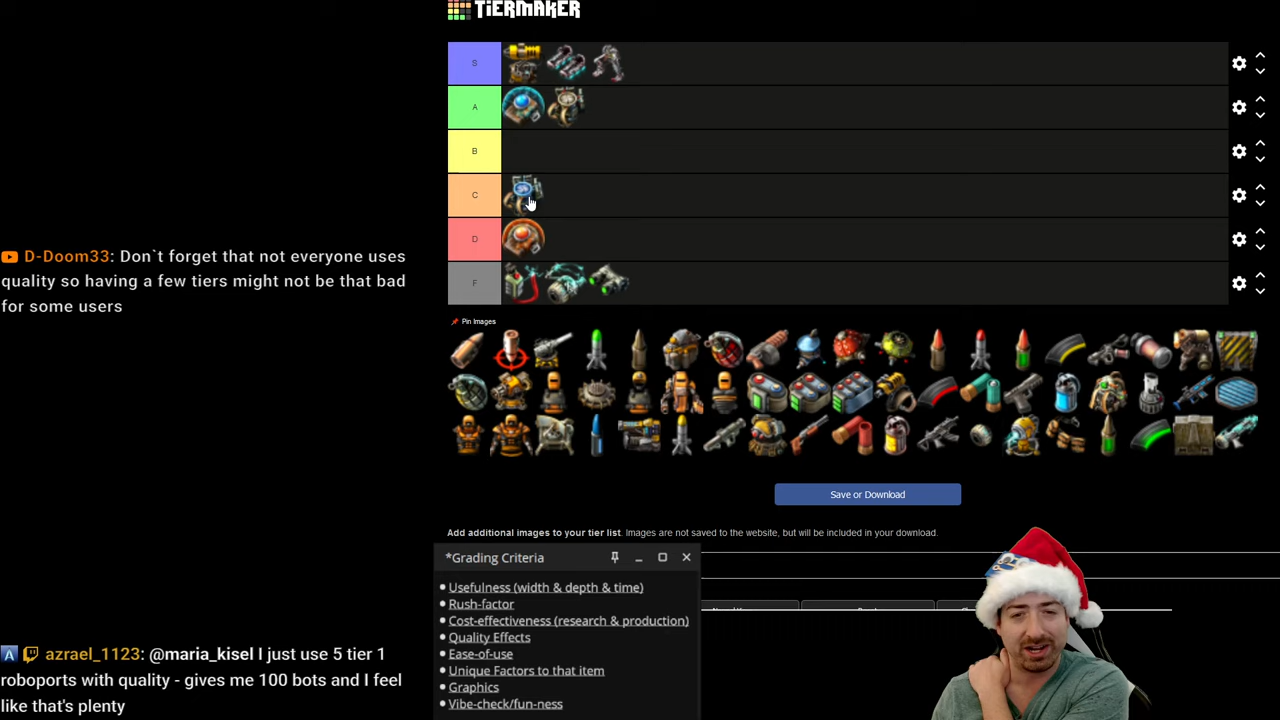 TIERMAKER
S
A
B
C
D
F
Pin Images
D-Doom33: Don`t forget that not everyone uses
quality so having a few tiers might not be that bad
for some users
Save or Download
Add additional images to your tier list. Images are not saved to the website, but will be included in your download.
*Grading Criteria
• Usefulness (width & depth & time)
• Rush-factor
• Cost-effectiveness (research & production)
• Quality Effects
• Ease-of-use
• Unique Factors to that item
• Graphics
• Vibe-check/fun-ness
azrael_1123: @maria_kisel I just use 5 tier 1
roboports with quality - gives me 100 bots and I feel
like that's plenty